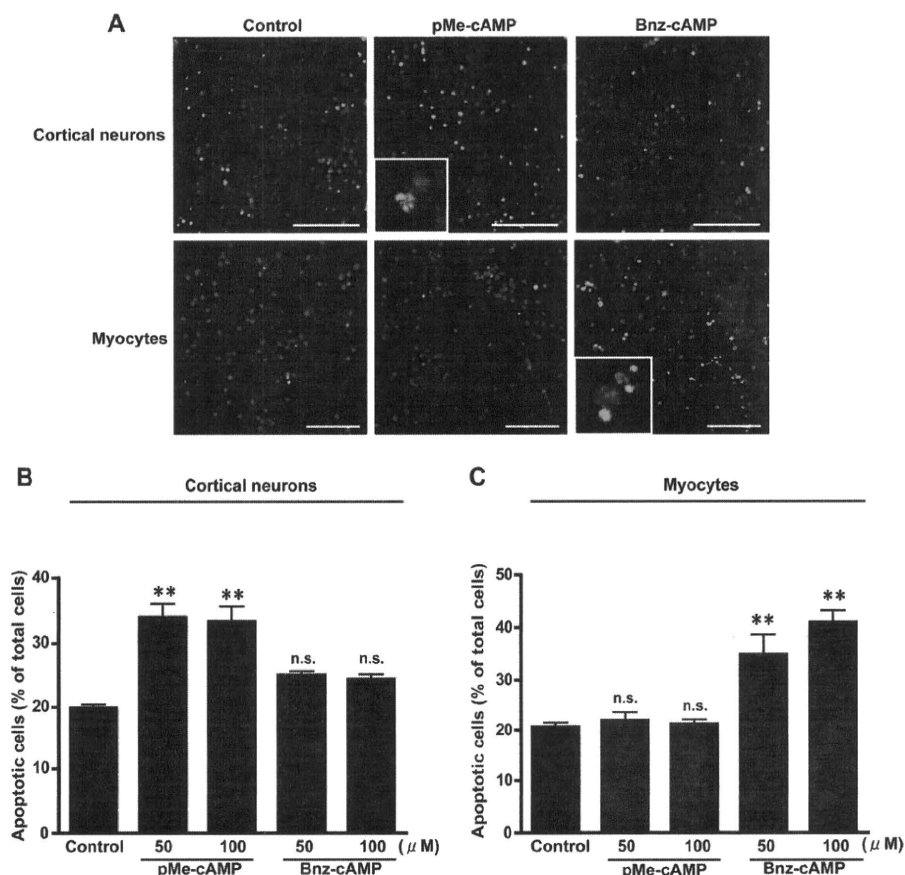 A
Control pMe-cAMP Bnz-cAMP
Cortical neurons
Myocytes
B
Cortical neurons
Apoptotic cells (% of total cells)
40
30
20
10
0
** ** n.s. n.s.
Control 50 100 50 100 (μM)
pMe-cAMP Bnz-cAMP
C
Myocytes
Apoptotic cells (% of total cells)
50
40
30
20
10
0
n.s. n.s. ** **
Control 50 100 50 100 (μM)
pMe-cAMP Bnz-cAMP